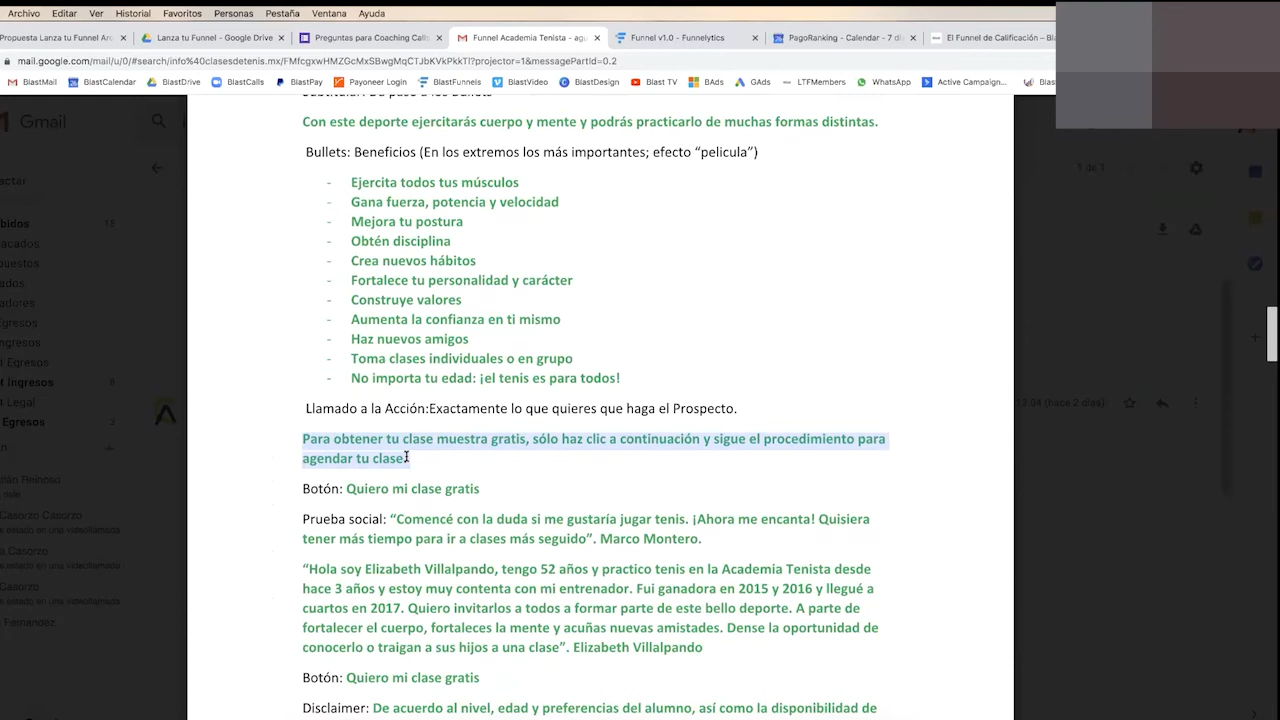 Archivo Editar Ver Historial Favoritos Personas Pestaña Ventana Ayuda
Propuesta Lanza tu Funnel Arc × Lanza tu Funnel - Google Drive × Preguntas para Coaching Calls × Funnel Academia Tenista - agu × Funnel v1.0 - Funnelytics × PagoRanking - Calendar - 7 di × El Funnel de Calificación – Bla
mail.google.com/mail/u/0/#search/info%40clasesdetenis.mx/FMfcgxwHMZGcMxSBwgMqCTJbKVkPkkTl?projector=1&messagePartId=0.2
BlastMail BlastCalendar BlastDrive BlastCalls BlastPay Payoneer Login BlastFunnels BlastVideo BlastDesign Blast TV BAds GAds LTFMembers WhatsApp Active Campaign...
Gmail
1 de 1
Con este deporte ejercitarás cuerpo y mente y podrás practicarlo de muchas formas distintas.
Bullets: Beneficios (En los extremos los más importantes; efecto “pelicula”)
- Ejercita todos tus músculos
- Gana fuerza, potencia y velocidad
- Mejora tu postura
- Obtén disciplina
- Crea nuevos hábitos
- Fortalece tu personalidad y carácter
- Construye valores
- Aumenta la confianza en ti mismo
- Haz nuevos amigos
- Toma clases individuales o en grupo
- No importa tu edad: ¡el tenis es para todos!
Llamado a la Acción:Exactamente lo que quieres que haga el Prospecto.
Para obtener tu clase muestra gratis, sólo haz clic a continuación y sigue el procedimiento para
agendar tu clase.
13:04 (hace 2 días)
Botón: Quiero mi clase gratis
Prueba social: “Comencé con la duda si me gustaría jugar tenis. ¡Ahora me encanta! Quisiera
tener más tiempo para ir a clases más seguido”. Marco Montero.
“Hola soy Elizabeth Villalpando, tengo 52 años y practico tenis en la Academia Tenista desde
hace 3 años y estoy muy contenta con mi entrenador. Fui ganadora en 2015 y 2016 y llegué a
cuartos en 2017. Quiero invitarlos a todos a formar parte de este bello deporte. A parte de
fortalecer el cuerpo, fortaleces la mente y acuñas nuevas amistades. Dense la oportunidad de
conocerlo o traigan a sus hijos a una clase”. Elizabeth Villalpando
Botón: Quiero mi clase gratis
Disclaimer: De acuerdo al nivel, edad y preferencias del alumno, así como la disponibilidad de